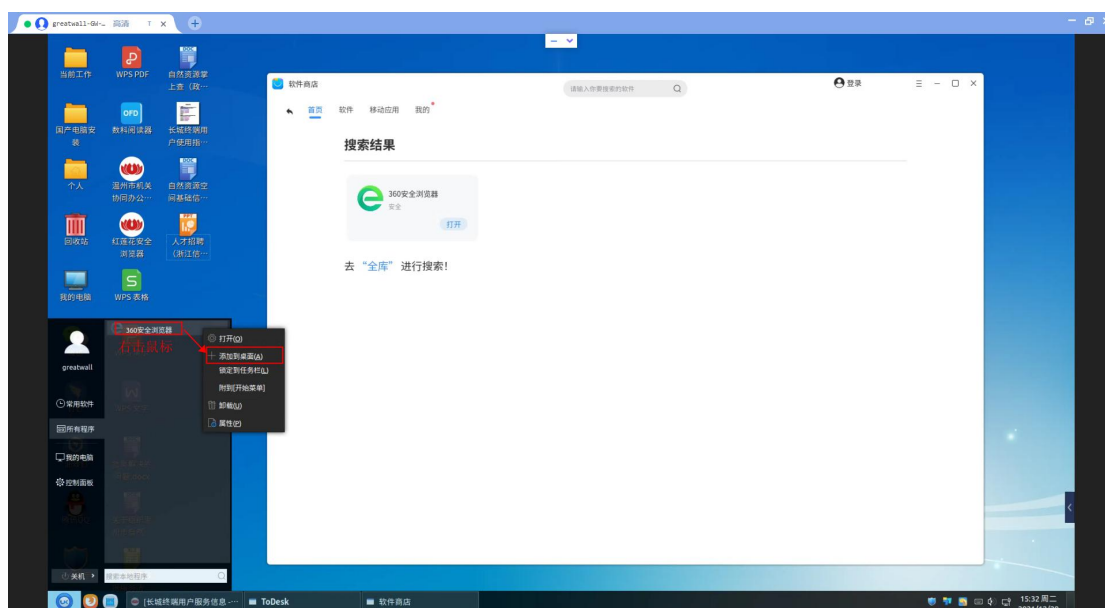 greatwall-GW-… 高清
当前工作
WPS PDF
自然资源掌
上查（政…
国产电脑安
装
OFD
数科阅读器
长城终端用
户使用指…
个人
温州市机关
协同办公…
自然资源空
间基础信…
回收站
红莲花安全
浏览器
人才招聘
（浙江信…
我的电脑
WPS 表格
软件商店
请输入你要搜索的软件
登录
首页
软件
移动应用
我的
搜索结果
360安全浏览器
安全
打开
去 “全库” 进行搜索！
360安全浏览器
右击鼠标
打开(O)
添加到桌面(A)
锁定到任务栏(L)
附到[开始菜单]
卸载(U)
属性(P)
greatwall
常用软件
所有程序
我的电脑
控制面板
关机
搜索本地程序
[长城终端用户服务信息 -…
ToDesk
软件商店
15:32 周二